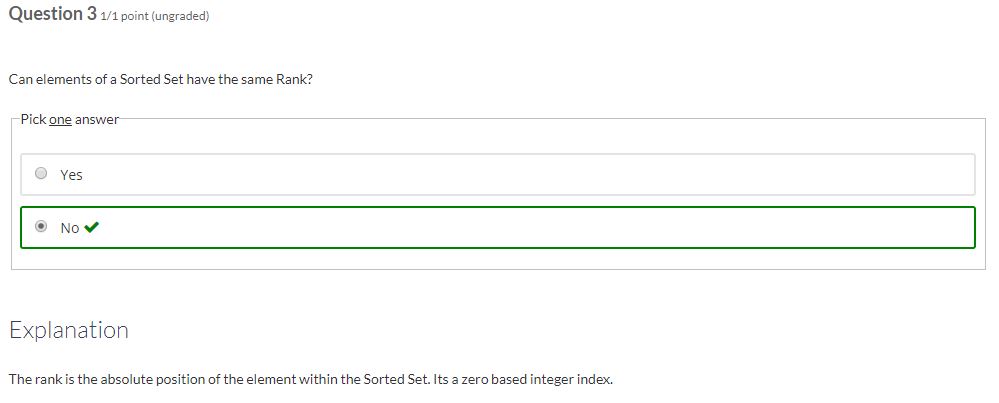 Question 3 1/1 point (ungraded)
Can elements of a Sorted Set have the same Rank?
Pick one answer
Yes
No
Explanation
The rank is the absolute position of the element within the Sorted Set. Its a zero based integer index.